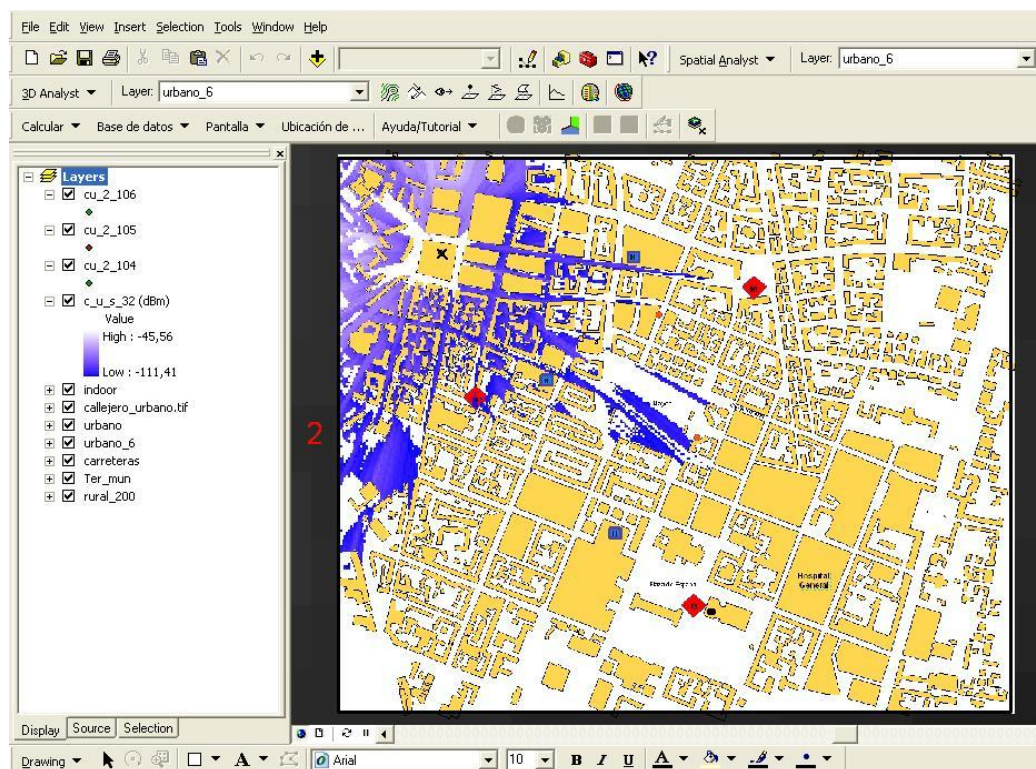 File Edit View Insert Selection Tools Window Help
Spatial Analyst Layer: urbano_6
3D Analyst Layer: urbano_6
Calcular Base de datos Pantalla Ubicación de ... Ayuda/Tutorial
Layers
cu_2_106
cu_2_105
cu_2_104
c_u_s_32 (dBm)
Value
High : -45,56
Low : -111,41
indoor
callejero_urbano.tif
urbano
urbano_6
carreteras
Ter_mun
rural_200
2
Hospital
General
Display Source Selection
Drawing A Arial 10 B I U A